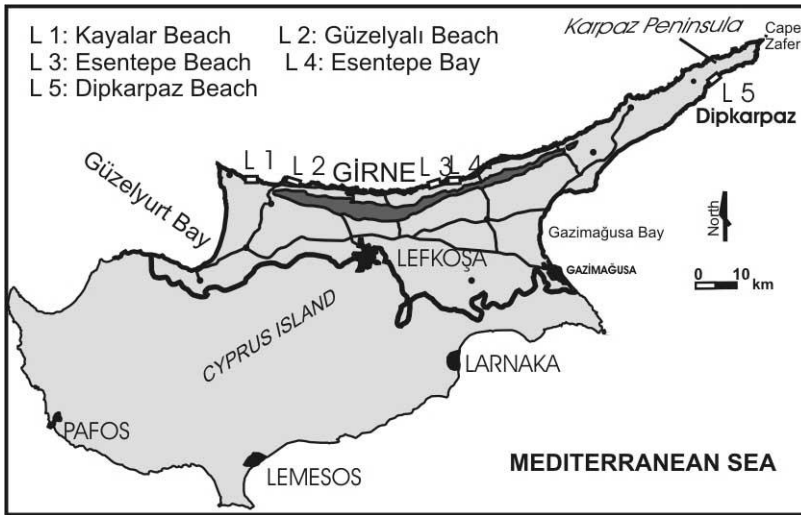 L 1: Kayalar Beach L 2: Güzelyalı Beach
L 3: Esentepe Beach L 4: Esentepe Bay
L 5: Dipkarpaz Beach
Karpaz Peninsula
Cape
Zafer
L 5
Dipkarpaz
L 1
L 2
GİRNE
L 3
L 4
Güzelyurt Bay
North
Gazimağusa Bay
LEFKOŞA
GAZİMAĞUSA
0 10
km
CYPRUS ISLAND
LARNAKA
PAFOS
LEMESOS
MEDITERRANEAN SEA